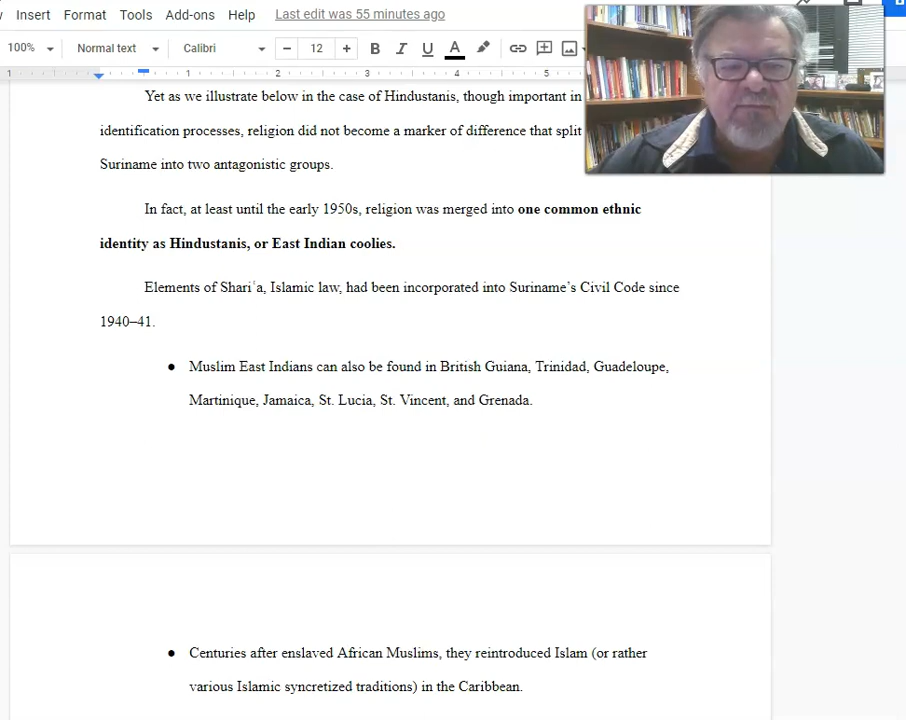 Insert Format Tools Add-ons Help Last edit was 55 minutes ago
100% Normal text Calibri 12 B I U A
1 1 2 3 4 5
Yet as we illustrate below in the case of Hindustanis, though important in
identification processes, religion did not become a marker of difference that split
Suriname into two antagonistic groups.
In fact, at least until the early 1950s, religion was merged into one common ethnic
identity as Hindustanis, or East Indian coolies.
Elements of Shariʿa, Islamic law, had been incorporated into Suriname’s Civil Code since
1940–41.
● Muslim East Indians can also be found in British Guiana, Trinidad, Guadeloupe,
Martinique, Jamaica, St. Lucia, St. Vincent, and Grenada.
● Centuries after enslaved African Muslims, they reintroduced Islam (or rather
various Islamic syncretized traditions) in the Caribbean.